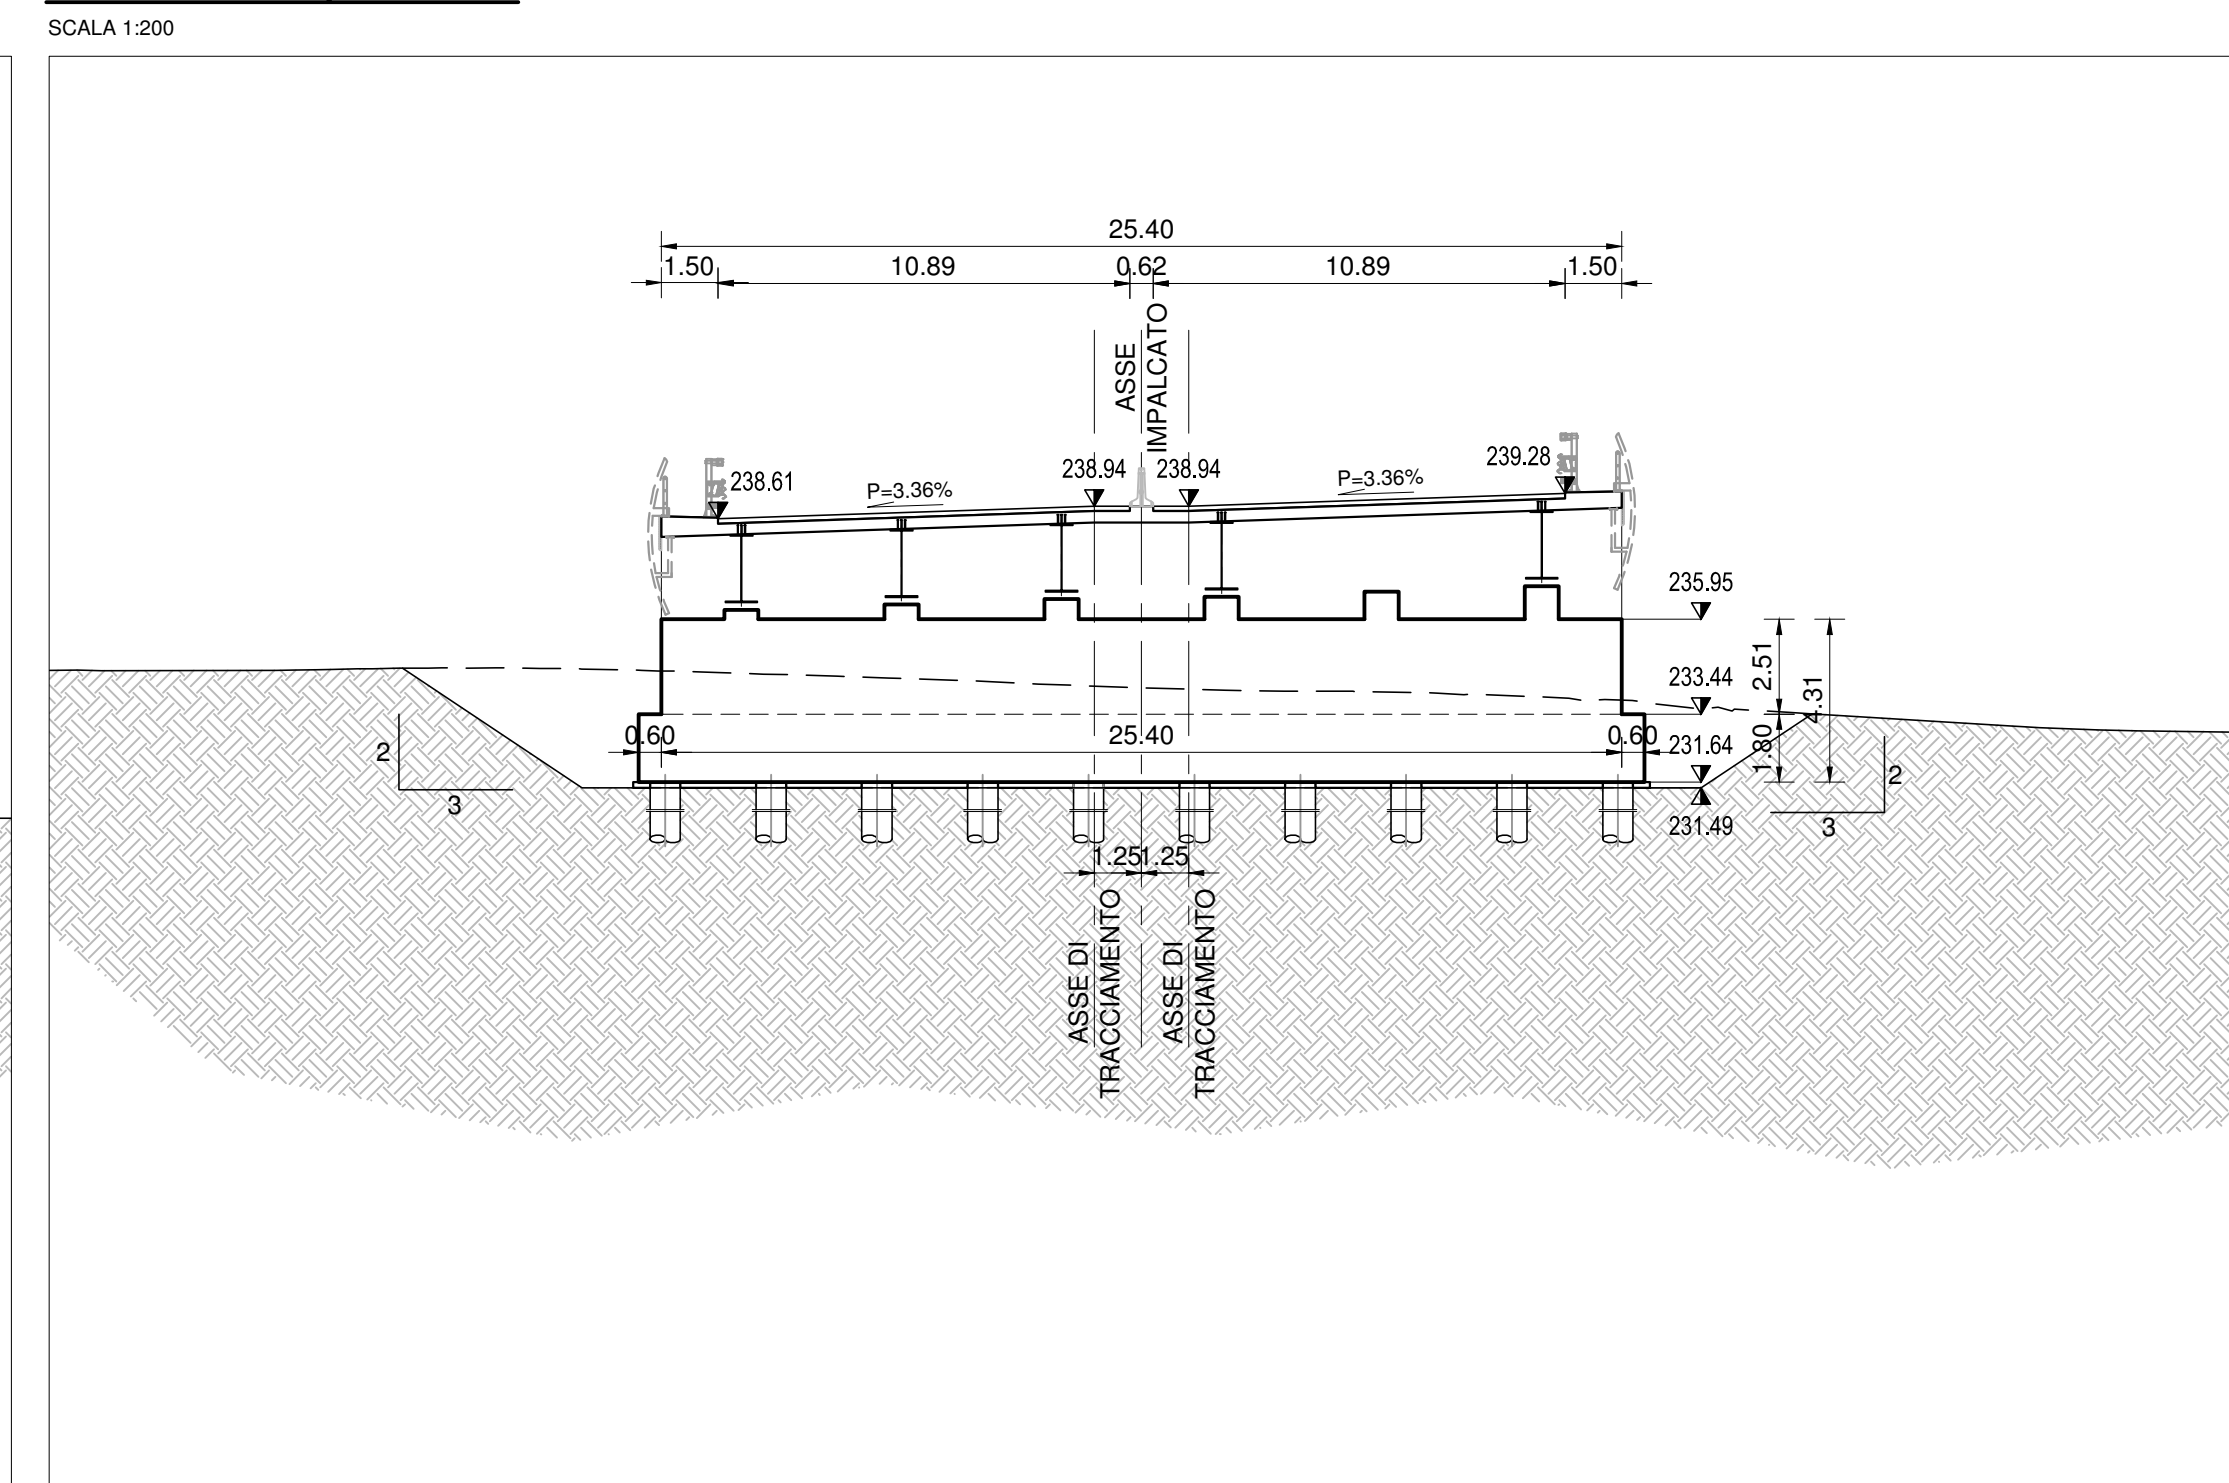 SCALA 1:200
25.40
1.50 10.89 0.62 10.89 1.50
ASSE
IMPALCATO
238.61 P=3.36% 238.94 238.94 P=3.36% 239.28
235.95
233.44
2.51
4.31
1.80
0.60 25.40 0.60
231.64
231.49
2
3
2
3
1.25 1.25
ASSE DI
TRACCIAMENTO
ASSE DI
TRACCIAMENTO